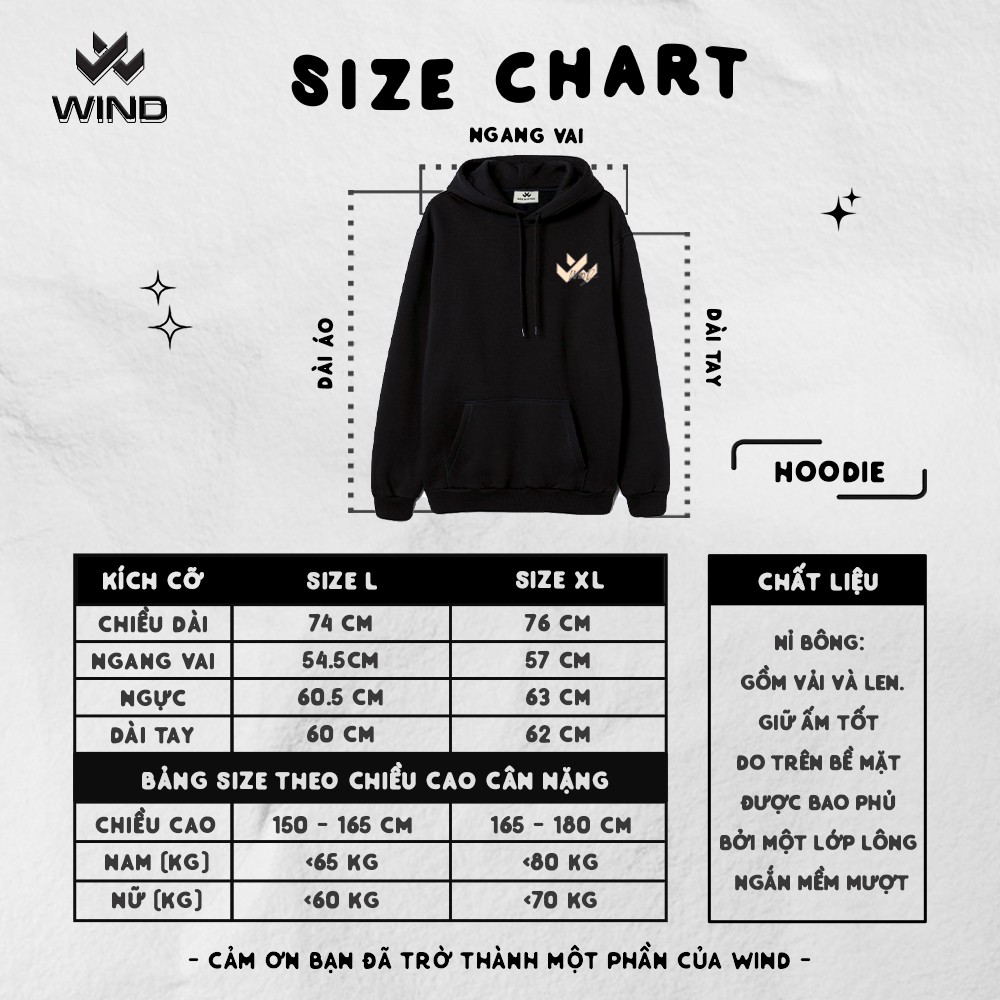 WIND
SIZE CHART
NGANG VAI
DÀI ÁO
DÀI TAY
HOODIE
KÍCH CỠ SIZE L SIZE XL
CHIỀU DÀI 74 CM 76 CM
NGANG VAI 54.5CM 57 CM
NGỰC 60.5 CM 63 CM
DÀI TAY 60 CM 62 CM
BẢNG SIZE THEO CHIỀU CAO CÂN NẶNG
CHIỀU CAO 150 - 165 CM 165 - 180 CM
NAM (KG) <65 KG <80 KG
NỮ (KG) <60 KG <70 KG
CHẤT LIỆU
NỈ BÔNG:
GỒM VẢI VÀ LEN.
GIỮ ẤM TỐT
DO TRÊN BỀ MẶT
ĐƯỢC BAO PHỦ
BỞI MỘT LỚP LÔNG
NGẮN MỀM MƯỢT
- CẢM ƠN BẠN ĐÃ TRỞ THÀNH MỘT PHẦN CỦA WIND -